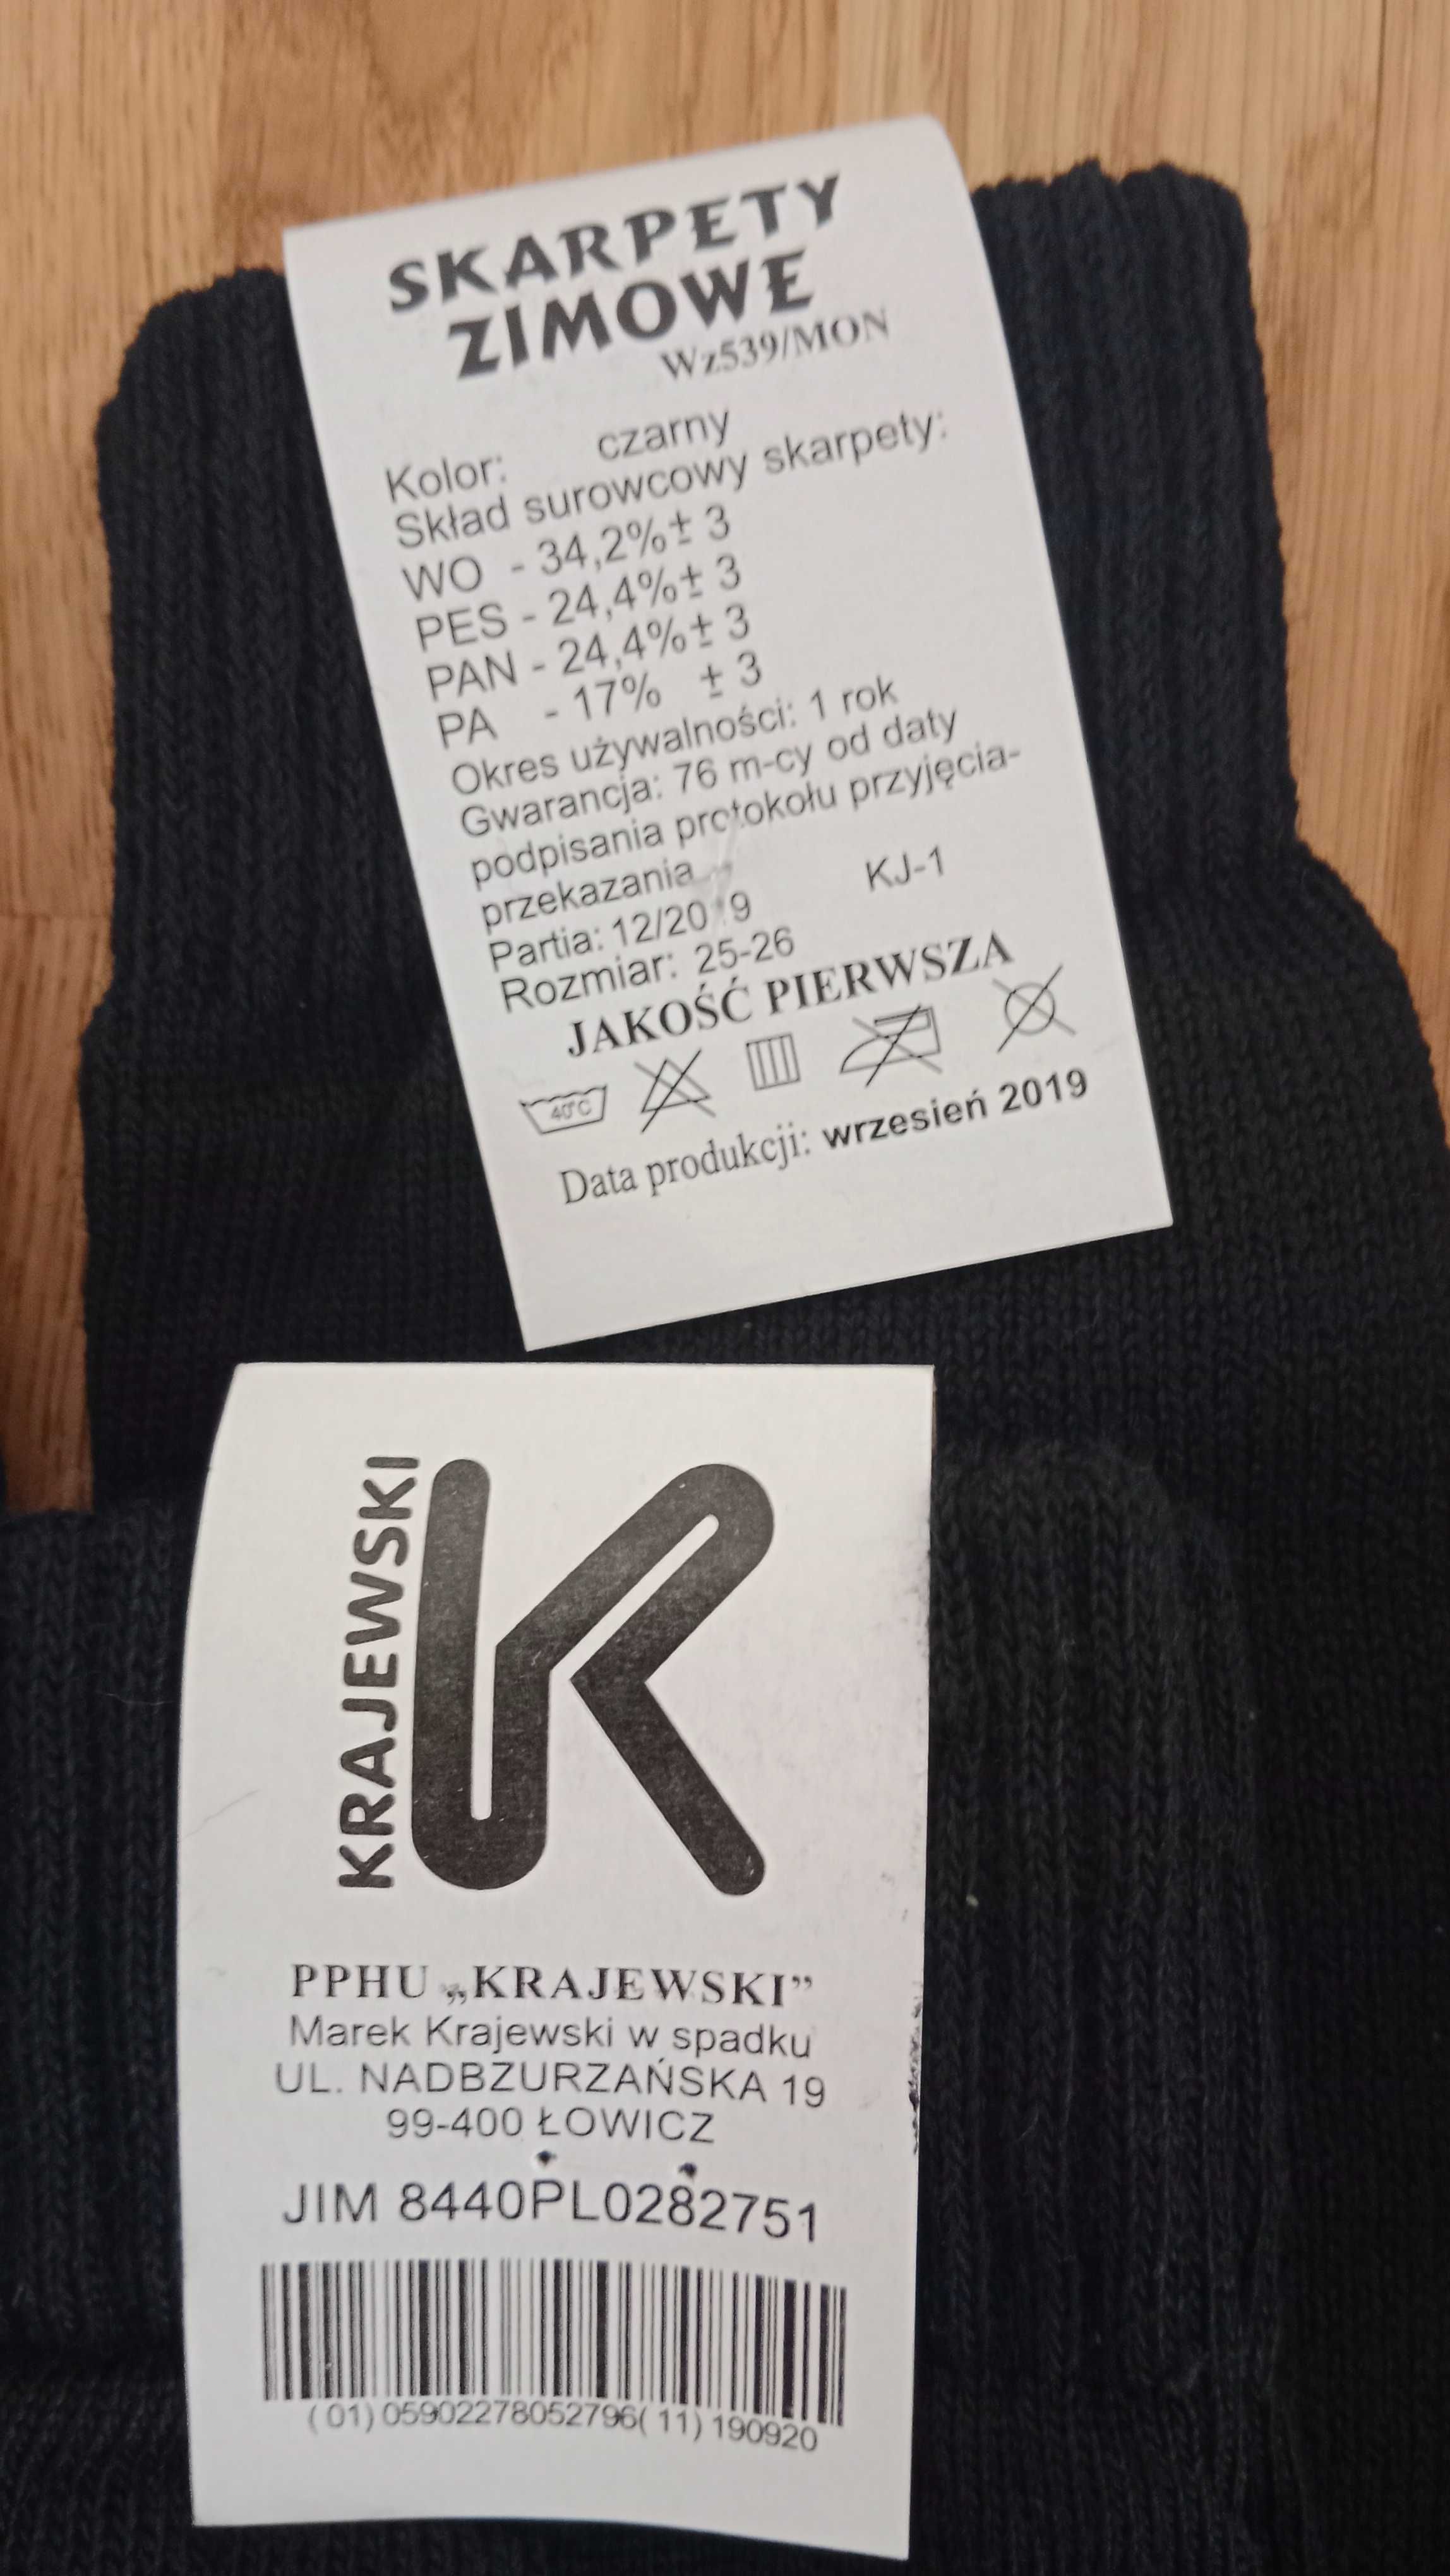 SKARPETY
ZIMOWE
Wz539/MON
Kolor: czarny
Skład surowcowy skarpety:
WO - 34,2%± 3
PES - 24,4%± 3
PAN - 24,4%± 3
PA - 17% ± 3
Okres używalności: 1 rok
Gwarancja: 76 m-cy od daty
podpisania protokołu przyjęcia-
przekazania
KJ-1
Partia: 12/2019
Rozmiar: 25-26
JAKOŚĆ PIERWSZA
40°C
Data produkcji: wrzesień 2019
KRAJEWSKI
PPHU „KRAJEWSKI”
Marek Krajewski w spadku
UL. NADBZURZAŃSKA 19
99-400 ŁOWICZ
JIM 8440PL0282751
(01)05902278052796(11)190920